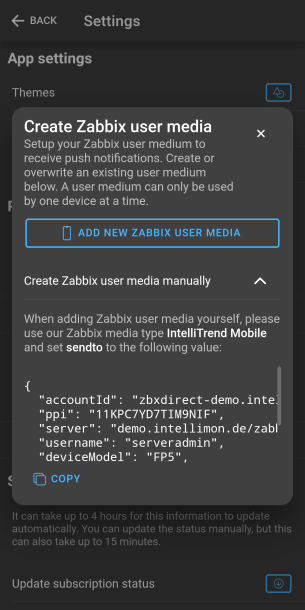 BACK
Settings
App settings
Themes
Create Zabbix user media
Setup your Zabbix user medium to
receive push notifications. Create or
overwrite an existing user medium
below. A user medium can only be used
by one device at a time.
ADD NEW ZABBIX USER MEDIA
Create Zabbix user media manually
When adding Zabbix user media yourself, please
use our Zabbix media type IntelliTrend Mobile
and set sendto to the following value:
{
"accountId": "zbxdirect-demo.inte
"ppi": "11KPC7YD7TIM9NIF",
"server": "demo.intellimon.de/zab
"username": "serveradmin",
"deviceModel": "FP5",
COPY
It can take up to 4 hours for this information to update
automatically. You can update the status manually, but this
can also take up to 15 minutes.
Update subscription status